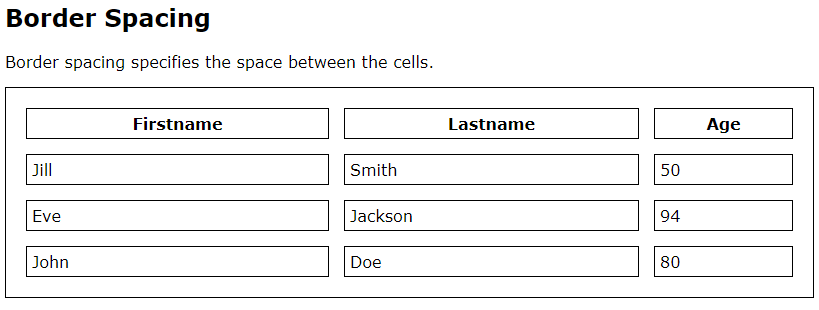 Border Spacing
Border spacing specifies the space between the cells.
Firstname Lastname Age
Jill Smith 50
Eve Jackson 94
John Doe 80